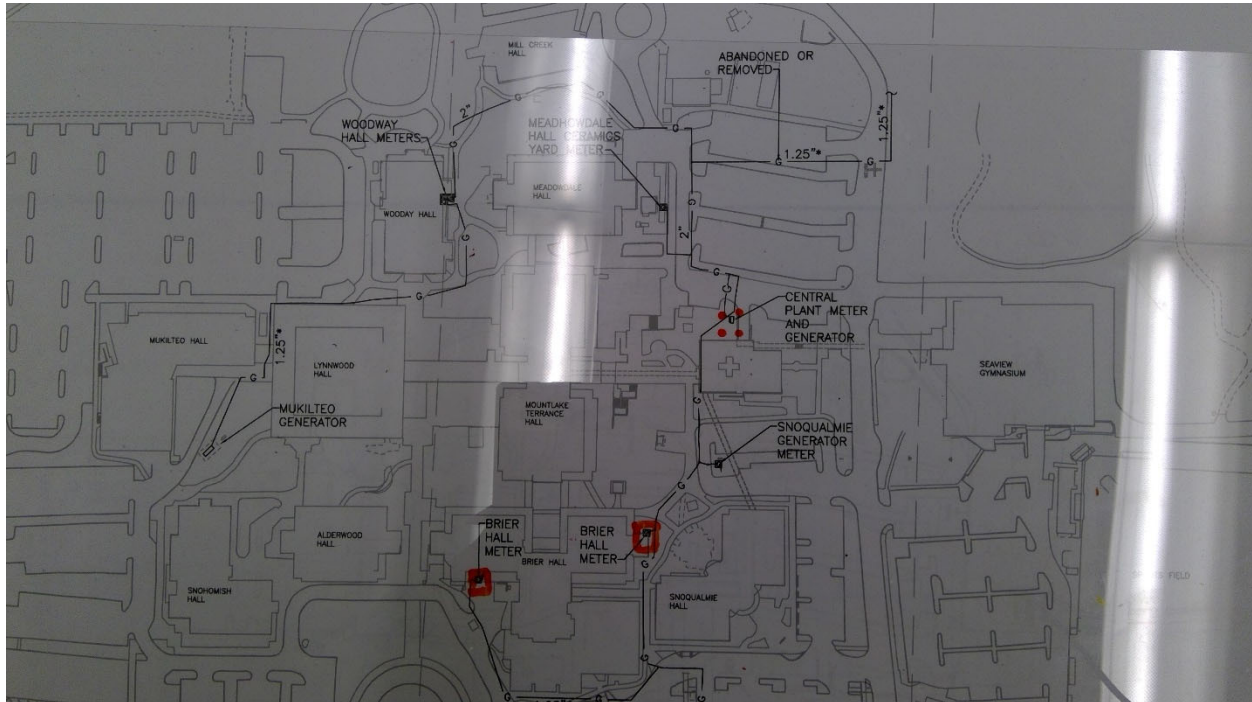 MILL CREEK
HALL
ABANDONED OR
REMOVED
G
2"
WOODWAY
HALL METERS
MEADHOWDALE
HALL CERAMICS
YARD METER
G
1.25"*
G
1.25"*
G
G
G
MEADOWDALE
HALL
WOODAY HALL
G
2"
G
G
G
G
CENTRAL
PLANT METER
AND
GENERATOR
MUKILTEO HALL
1.25"*
LYNNWOOD
HALL
SEAVIEW
GYMNASIUM
G
MUKILTEO
GENERATOR
MOUNTLAKE
TERRANCE
HALL
G
SNOQUALMIE
GENERATOR
METER
G
BRIER
HALL
METER
BRIER
HALL
METER
ALDERWOOD
HALL
BRIER HALL
G
SNOHOMISH
HALL
SNOQUALMIE
HALL
FIELD
G
G
G
G